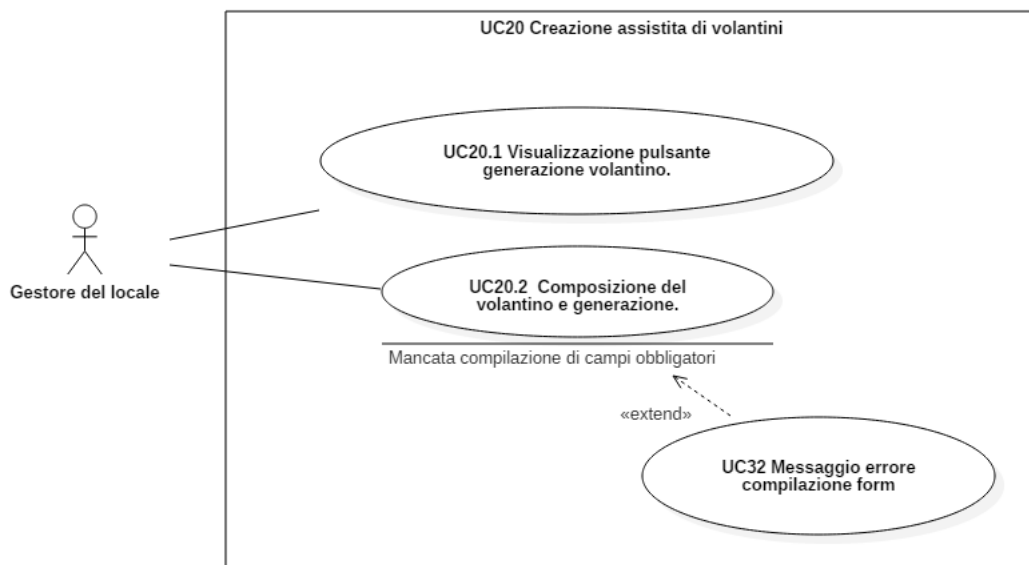 UC20 Creazione assistita di volantini
UC20.1 Visualizzazione pulsante
generazione volantino.
Gestore del locale
UC20.2  Composizione del
volantino e generazione.
Mancata compilazione di campi obbligatori
«extend»
UC32 Messaggio errore
compilazione form